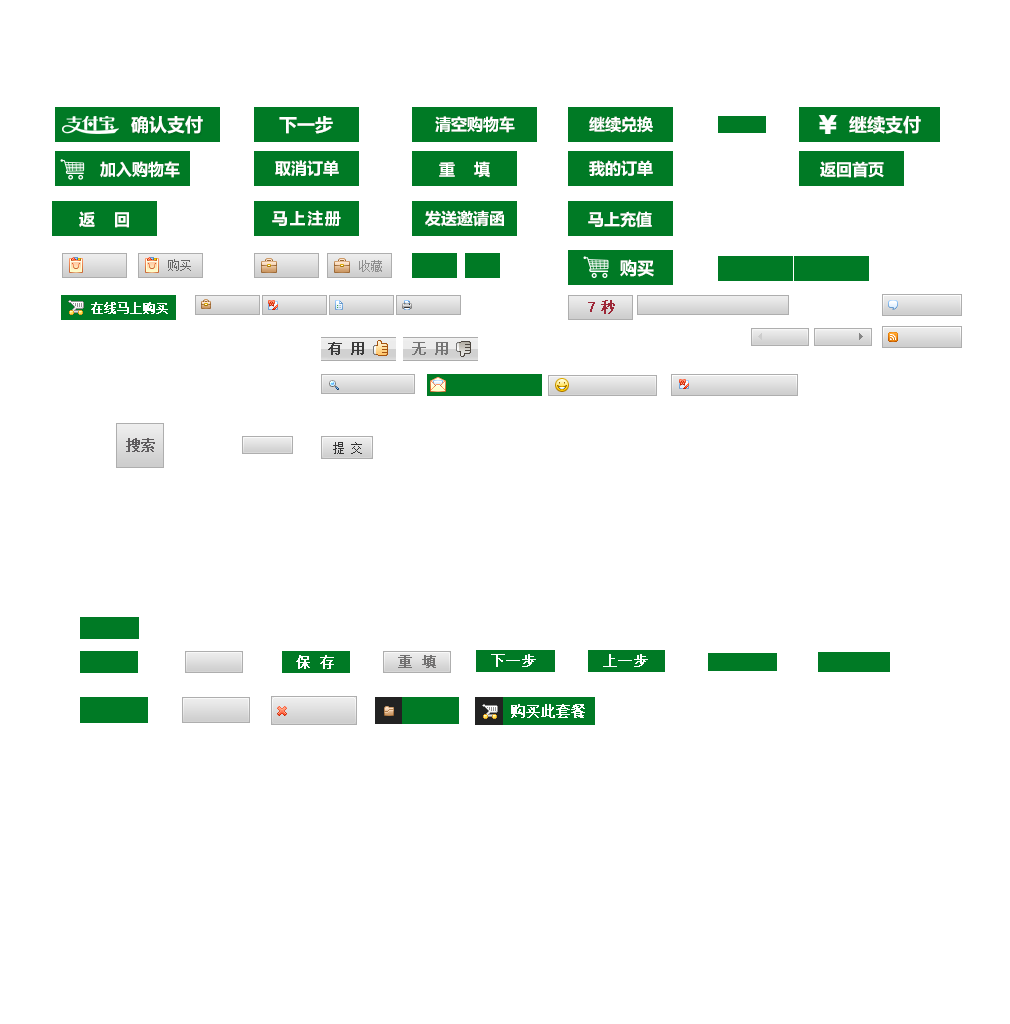 支付宝 确认支付
下一步
清空购物车
继续兑换
¥ 继续支付
加入购物车
取消订单
重 填
我的订单
返回首页
返 回
马上注册
发送邀请函
马上充值
购买
收藏
购买
在线马上购买
7 秒
有 用
无 用
搜索
提 交
保 存
重 填
下一步
上一步
购买此套餐